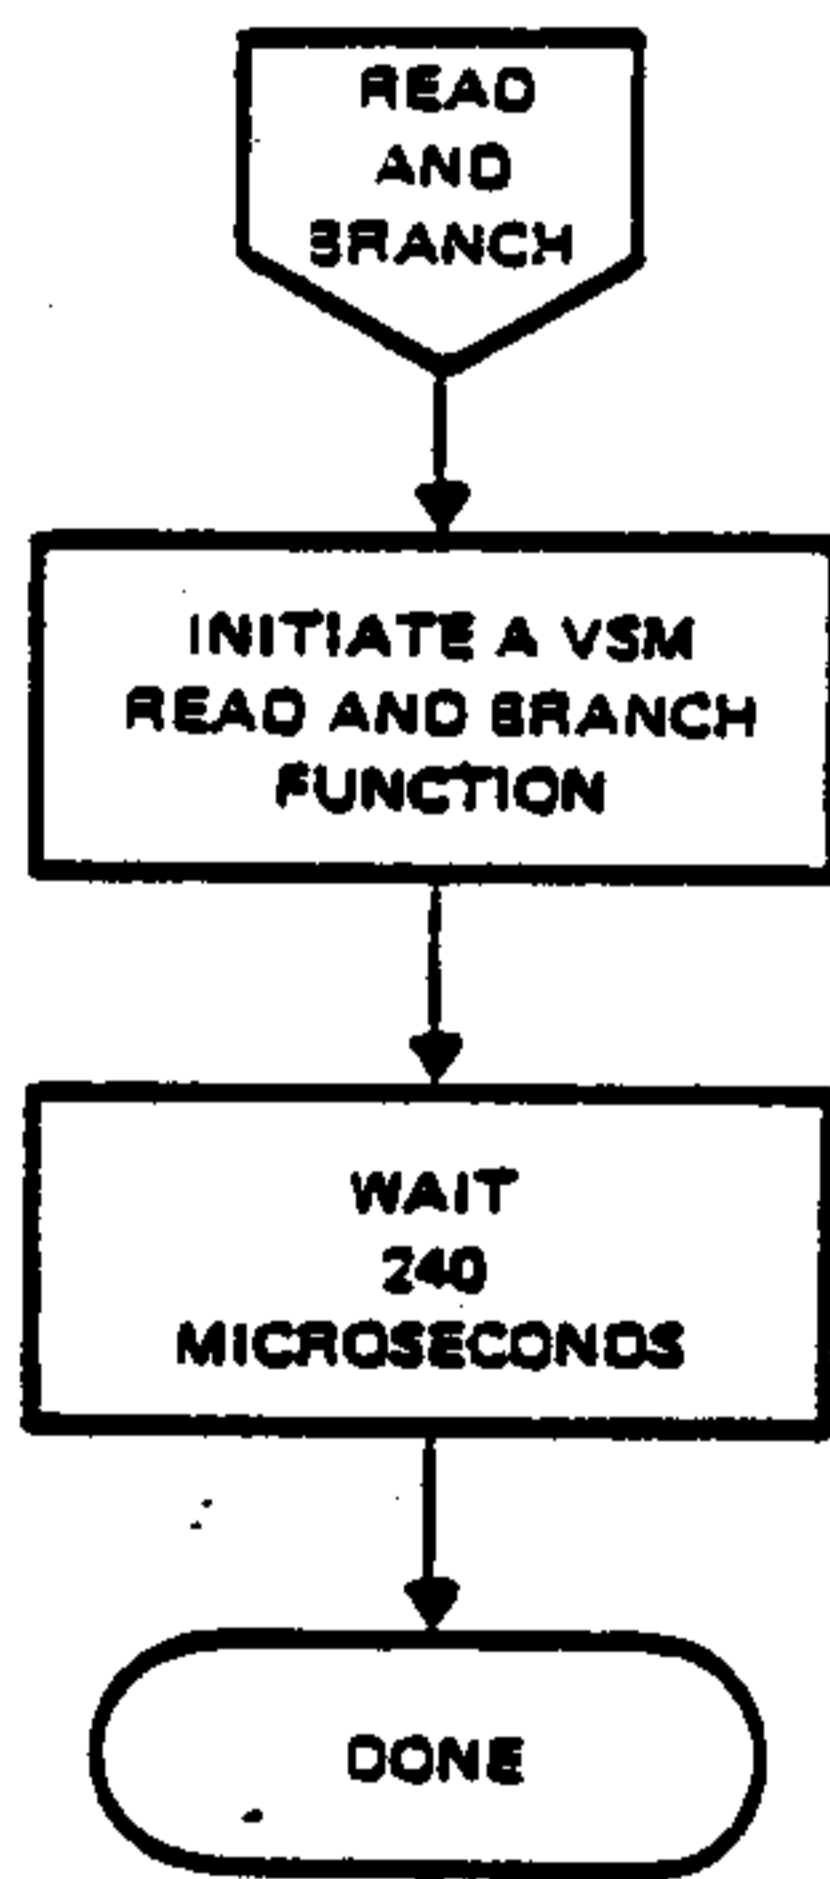 READ
AND
BRANCH
INITIATE A VSM
READ AND BRANCH
FUNCTION
WAIT
240
MICROSECONDS
DONE